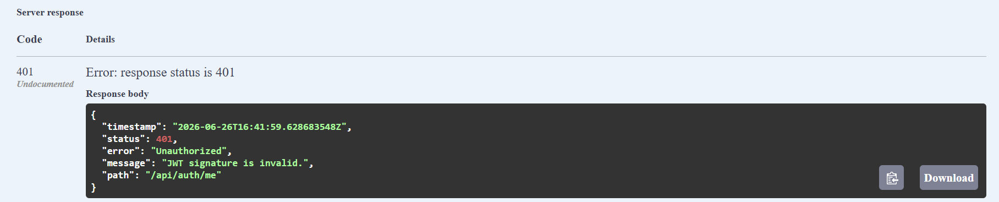 Server response
Code Details
401 Error: response status is 401
Undocumented
Response body
{
  "timestamp": "2026-06-26T16:41:59.628683548Z",
  "status": 401,
  "error": "Unauthorized",
  "message": "JWT signature is invalid.",
  "path": "/api/auth/me"
}
Download